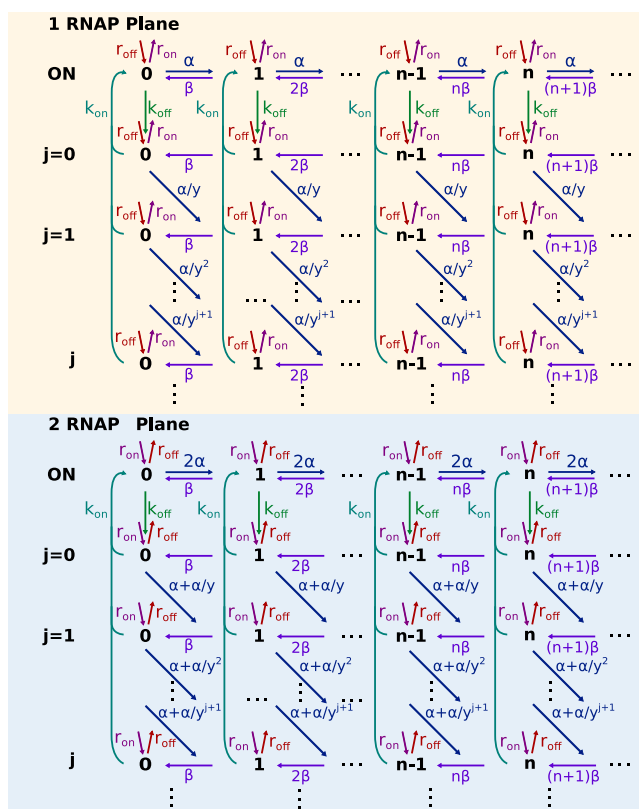 1 RNAP Plane
r_off r_on r_off r_on r_off r_on r_off r_on
ON 0 α 1 α ... n-1 α n α ...
β 2β nβ (n+1)β
k_on k_off k_on k_off k_on k_off k_on k_off
r_off r_on r_off r_on r_off r_on r_off r_on
j=0 0 1 ... n-1 n ...
β 2β nβ (n+1)β
α/y α/y α/y α/y
r_off r_on r_off r_on r_off r_on r_off r_on
j=1 0 1 ... n-1 n ...
β 2β nβ (n+1)β
α/y² α/y² α/y² α/y²
α/y^{j+1} α/y^{j+1} α/y^{j+1} α/y^{j+1}
r_off r_on r_off r_on r_off r_on r_off r_on
j 0 1 ... n-1 n ...
β 2β nβ (n+1)β
2 RNAP Plane
r_on r_off r_on r_off r_on r_off r_on r_off
ON 0 2α 1 2α ... n-1 2α n 2α ...
β 2β nβ (n+1)β
k_on k_off k_on k_off k_on k_off k_on k_off
r_on r_off r_on r_off r_on r_off r_on r_off
j=0 0 1 ... n-1 n ...
β 2β nβ (n+1)β
α+α/y α+α/y α+α/y α+α/y
r_on r_off r_on r_off r_on r_off r_on r_off
j=1 0 1 ... n-1 n ...
β 2β nβ (n+1)β
α+α/y² α+α/y² α+α/y² α+α/y²
α+α/y^{j+1} α+α/y^{j+1} α+α/y^{j+1} α+α/y^{j+1}
r_on r_off r_on r_off r_on r_off r_on r_off
j 0 1 ... n-1 n ...
β 2β nβ (n+1)β